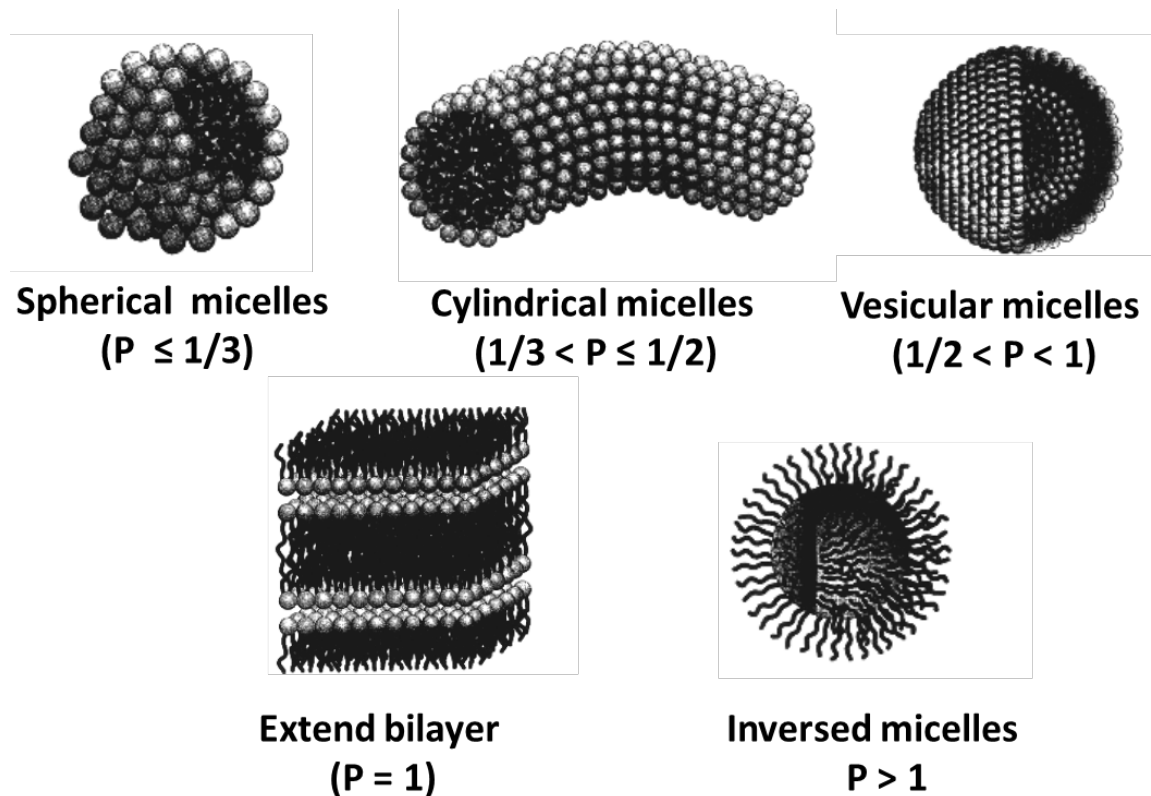 Spherical  micelles
(P  ≤ 1/3)
Cylindrical micelles
(1/3 < P ≤ 1/2)
Vesicular micelles
(1/2 < P < 1)
Extend bilayer
(P = 1)
Inversed micelles
P > 1